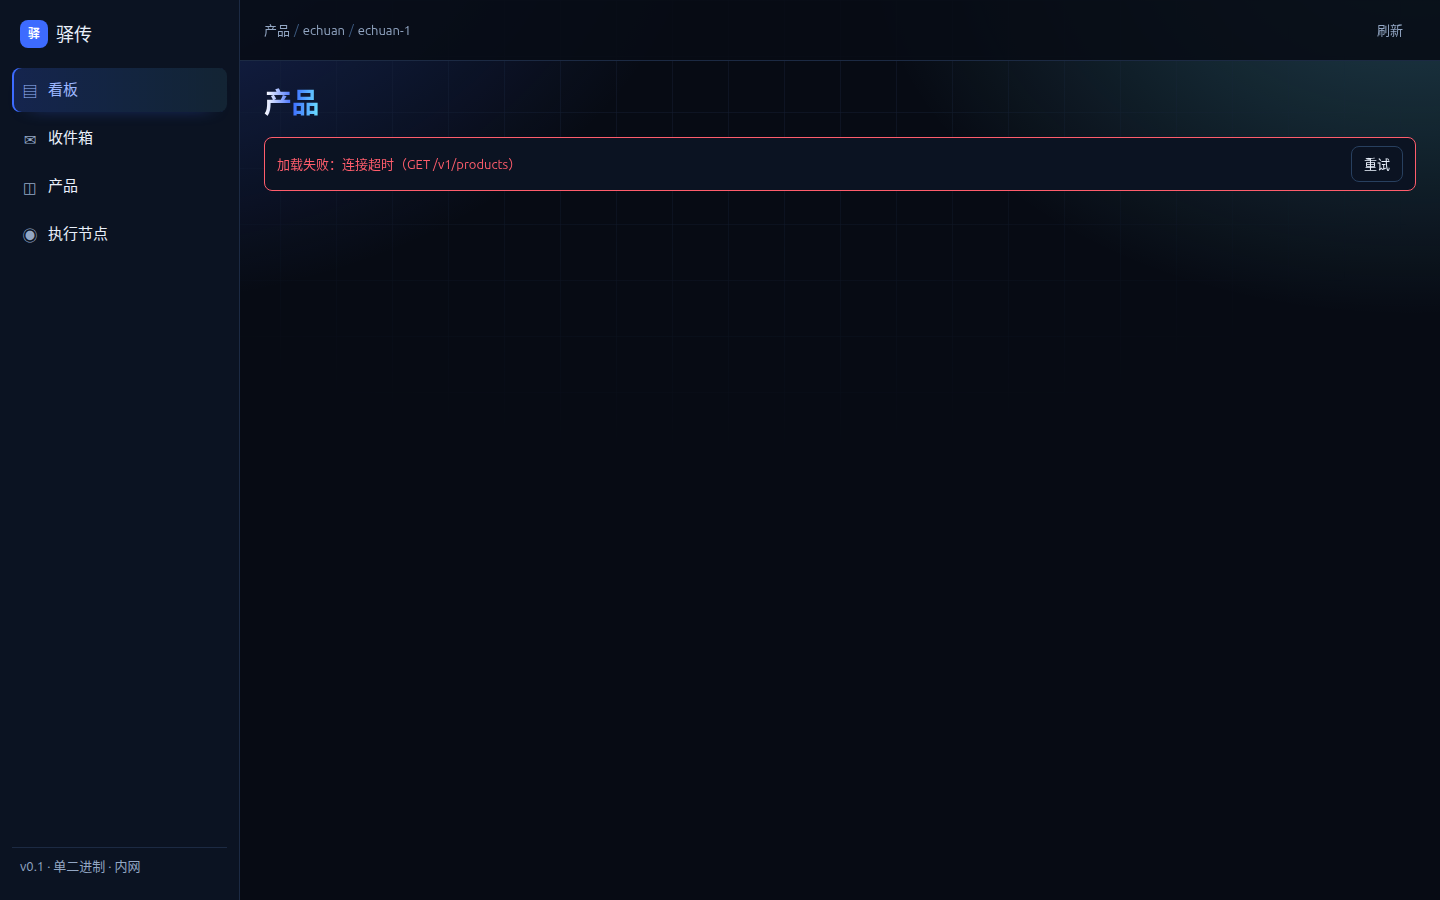 驿 驿传
看板
收件箱
产品
执行节点
v0.1 · 单二进制 · 内网
产品 / echuan / echuan-1
刷新
产品
加载失败：连接超时（GET /v1/products）
重试